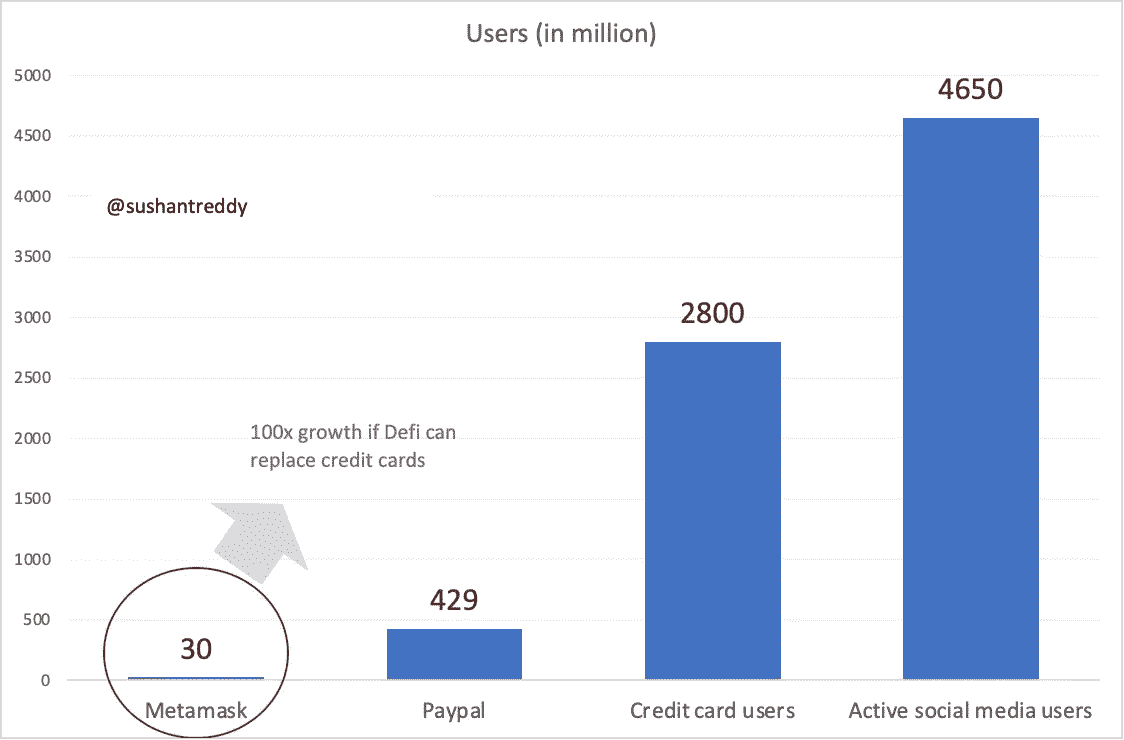 Users (in million)
5000
4500
4000
3500
3000
2500
2000
1500
1000
500
0
@sushantreddy
100x growth if Defi can
replace credit cards
30
429
2800
4650
Metamask
Paypal
Credit card users
Active social media users